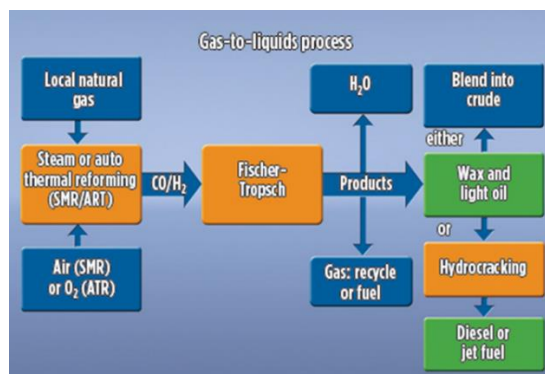 Gas-to-liquids process
Local natural
gas
Steam or auto
thermal reforming
(SMR/ART)
Air (SMR)
or O₂ (ATR)
CO/H₂
Fischer-
Tropsch
H₂O
Products
Gas: recycle
or fuel
Blend into
crude
either
Wax and
light oil
or
Hydrocracking
Diesel or
jet fuel